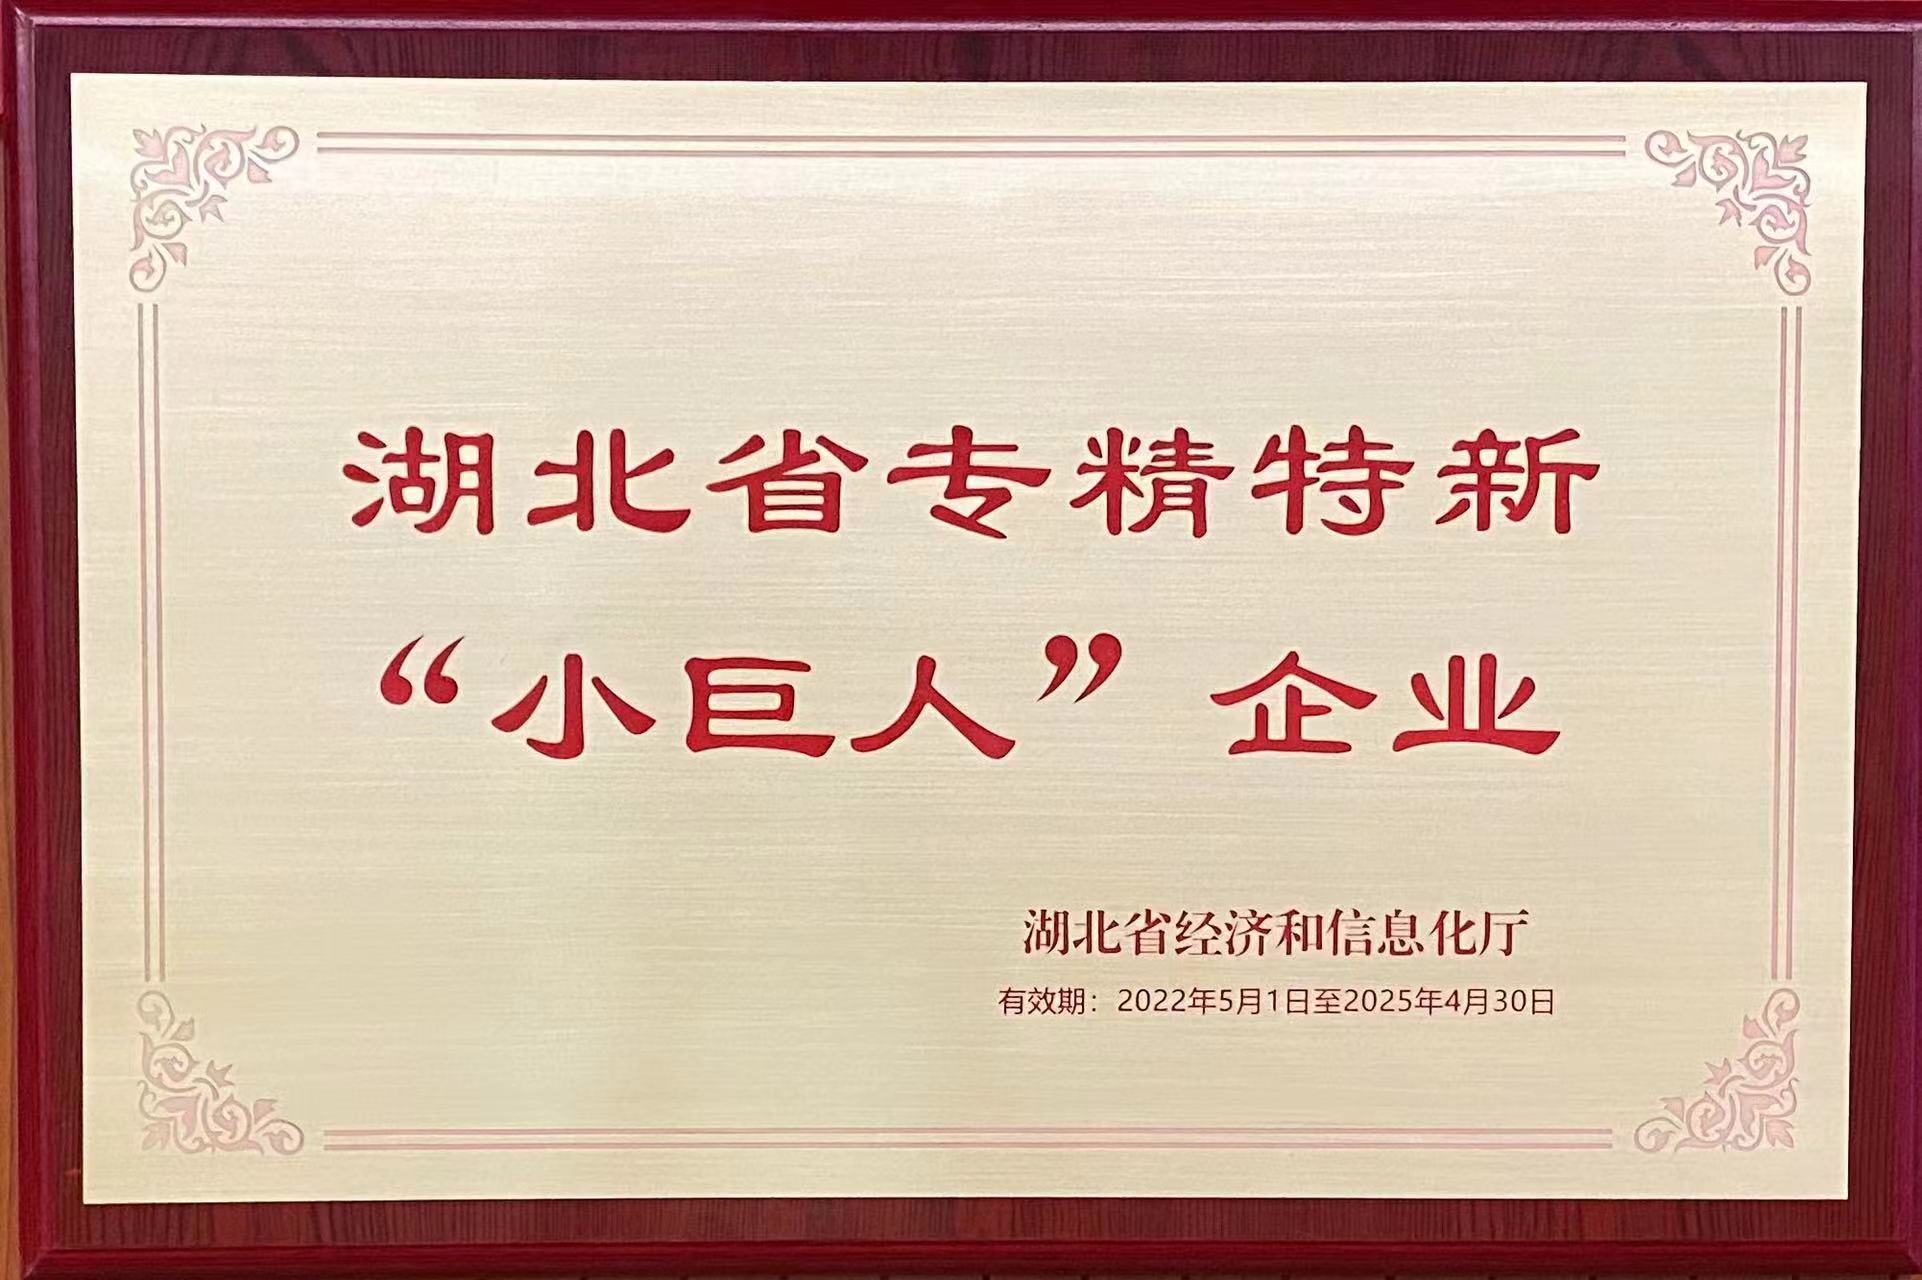 湖北省专精特新
“小巨人”企业
湖北省经济和信息化厅
有效期：2022年5月1日至2025年4月30日